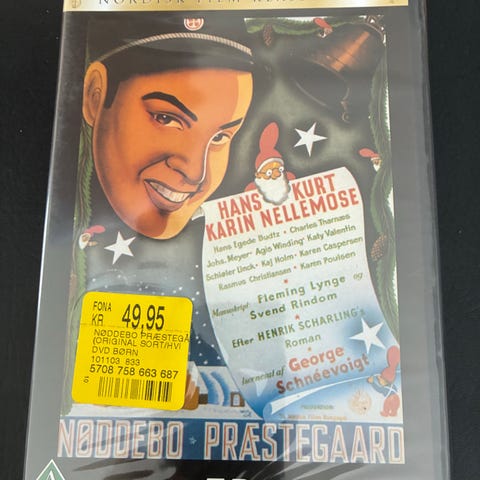 NORDISK FILM
HANS KURT
KARIN NELLEMOSE
Hans Egede Budtz • Charles Tharnæs
Johs. Meyer • Agis Winding • Katy Valentin
Schiøler Linck • Kaj Holm • Karen Caspersen
Rasmus Christiansen • Karen Poulsen
Manuskript: Fleming Lynge og
Svend Rindom
Efter HENRIK SCHARLING's
Roman
Iscenesat af George
Schnéevoigt
FONA
KR 49,95
NØDDEBO PRÆSTEGÅ
(ORIGINAL SORT/HVI
DVD BØRN
101103 833
5708 758 663 687
NØDDEBO PRÆSTEGAARD
A